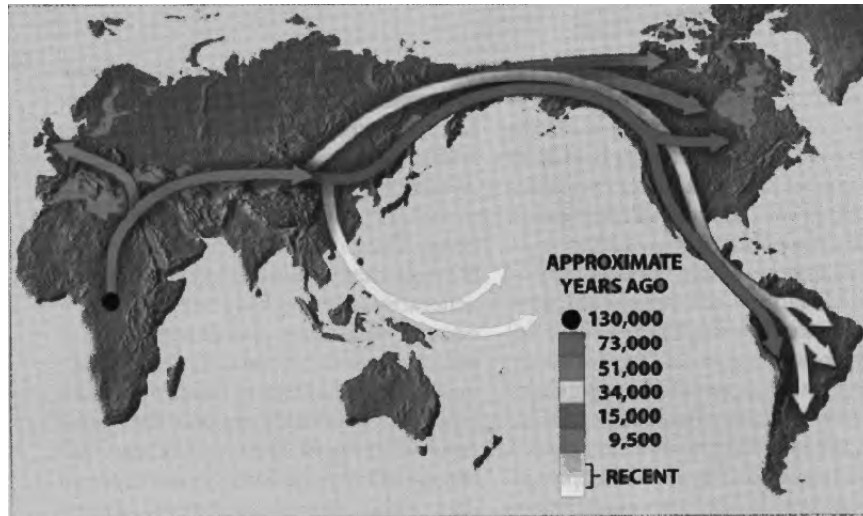 APPROXIMATE
YEARS AGO
130,000
73,000
51,000
34,000
15,000
9,500
RECENT